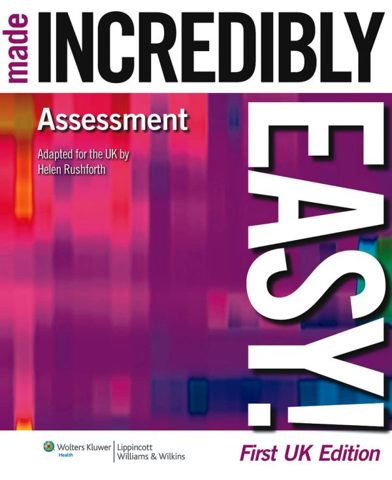 made
INCREDIBLY
EASY!
Assessment
Adapted for the UK by
Helen Rushforth
Wolters Kluwer
Health
Lippincott
Williams & Wilkins
First UK Edition